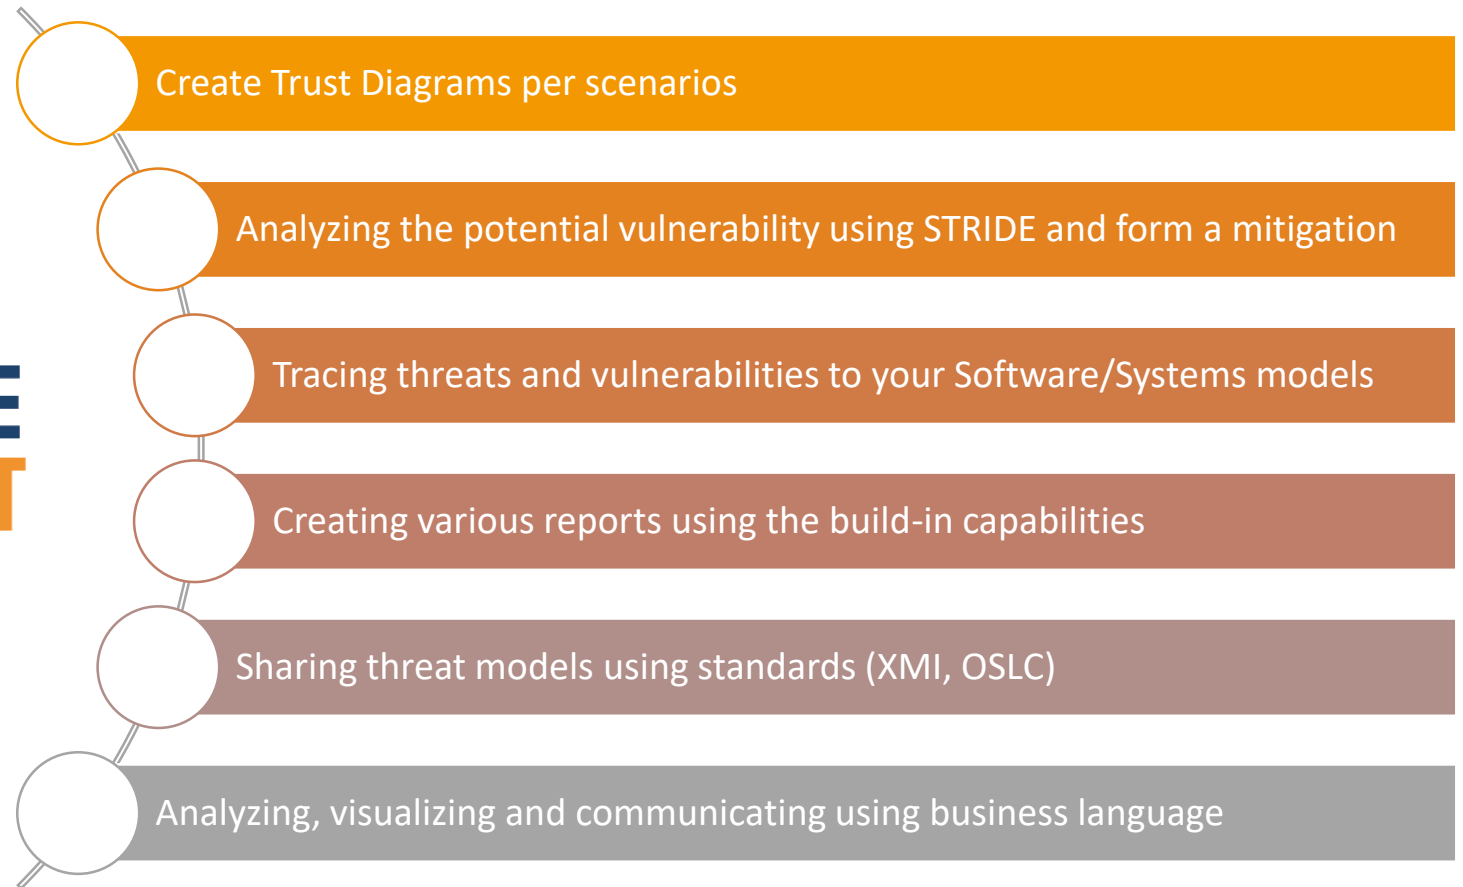 Create Trust Diagrams per scenarios
Analyzing the potential vulnerability using STRIDE and form a mitigation
Tracing threats and vulnerabilities to your Software/Systems models
E
T
Creating various reports using the build-in capabilities
Sharing threat models using standards (XMI, OSLC)
Analyzing, visualizing and communicating using business language